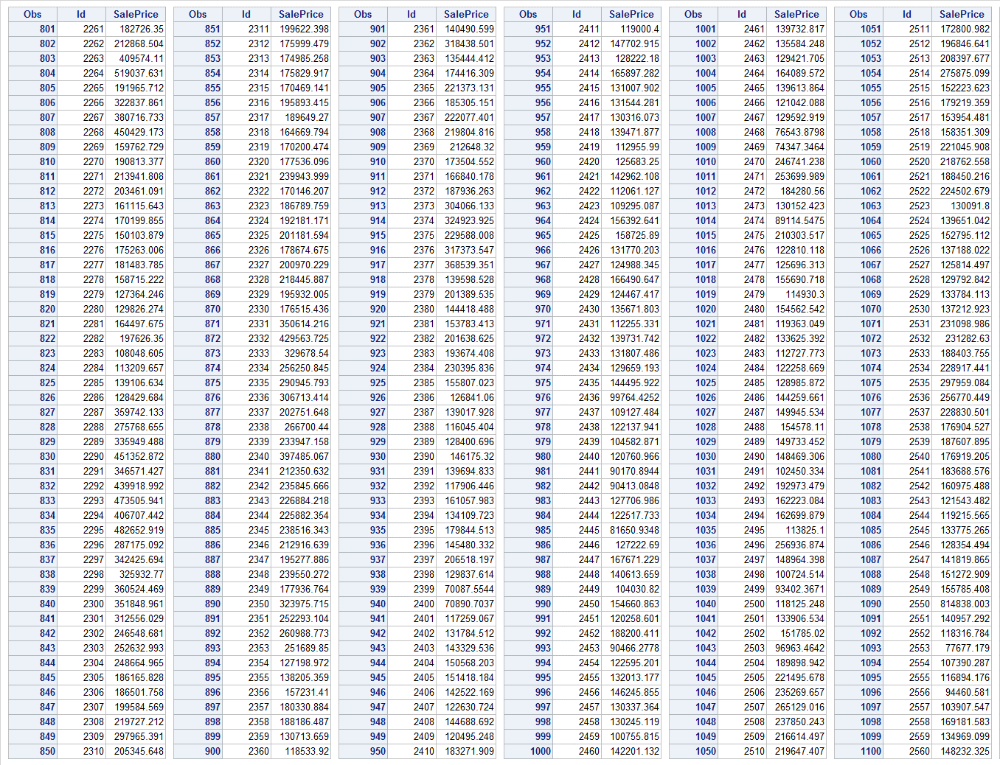 Obs Id SalePrice Obs Id SalePrice Obs Id SalePrice Obs Id SalePrice Obs Id SalePrice Obs Id SalePrice
801 2261 182726.35 851 2311 199622.398 901 2361 140490.599 951 2411 119000.4 1001 2461 139732.817 1051 2511 172800.982
802 2262 212868.504 852 2312 175999.479 902 2362 318438.501 952 2412 147702.915 1002 2462 135584.248 1052 2512 196846.641
803 2263 409574.11 853 2313 174985.258 903 2363 135444.412 953 2413 128222.18 1003 2463 129421.705 1053 2513 208397.677
804 2264 519037.631 854 2314 175829.917 904 2364 174416.309 954 2414 165897.282 1004 2464 164089.572 1054 2514 275875.099
805 2265 191965.712 855 2315 170469.141 905 2365 221373.131 955 2415 131007.902 1005 2465 139613.864 1055 2515 152223.623
806 2266 322837.861 856 2316 195893.415 906 2366 185305.151 956 2416 131544.281 1006 2466 121042.088 1056 2516 179219.359
807 2267 380716.733 857 2317 189649.27 907 2367 222077.401 957 2417 130316.073 1007 2467 129592.919 1057 2517 153954.481
808 2268 450429.173 858 2318 164669.794 908 2368 219804.816 958 2418 139471.877 1008 2468 76543.8798 1058 2518 158351.309
809 2269 159762.729 859 2319 170200.474 909 2369 212648.32 959 2419 112955.99 1009 2469 74347.3464 1059 2519 221045.908
810 2270 190813.377 860 2320 177536.096 910 2370 173504.552 960 2420 125683.25 1010 2470 246741.238 1060 2520 218762.558
811 2271 213941.808 861 2321 239943.999 911 2371 166840.178 961 2421 142962.108 1011 2471 253699.989 1061 2521 188450.216
812 2272 203461.091 862 2322 170146.207 912 2372 187936.263 962 2422 112061.127 1012 2472 184280.56 1062 2522 224502.679
813 2273 161115.643 863 2323 186789.759 913 2373 304066.133 963 2423 109295.087 1013 2473 130152.423 1063 2523 130091.8
814 2274 170199.855 864 2324 192181.171 914 2374 324923.925 964 2424 156392.641 1014 2474 89114.5475 1064 2524 139651.042
815 2275 150103.879 865 2325 201181.594 915 2375 229588.008 965 2425 158725.89 1015 2475 210303.517 1065 2525 152795.112
816 2276 175263.006 866 2326 178674.675 916 2376 317373.547 966 2426 131770.203 1016 2476 122810.118 1066 2526 137188.022
817 2277 181483.785 867 2327 200970.229 917 2377 368539.351 967 2427 124988.345 1017 2477 125696.313 1067 2527 125814.497
818 2278 158715.222 868 2328 218445.887 918 2378 139598.528 968 2428 166490.647 1018 2478 155690.718 1068 2528 129792.842
819 2279 127364.246 869 2329 195932.005 919 2379 201389.535 969 2429 124467.417 1019 2479 114930.3 1069 2529 133784.113
820 2280 129826.274 870 2330 176515.436 920 2380 144418.488 970 2430 135671.803 1020 2480 154562.542 1070 2530 137212.923
821 2281 164497.675 871 2331 350614.216 921 2381 153783.413 971 2431 112255.331 1021 2481 119363.049 1071 2531 231098.986
822 2282 197626.35 872 2332 429563.725 922 2382 201638.625 972 2432 139731.742 1022 2482 133625.392 1072 2532 231282.63
823 2283 108048.605 873 2333 329678.54 923 2383 193674.408 973 2433 131807.486 1023 2483 112727.773 1073 2533 188403.755
824 2284 113209.657 874 2334 256250.845 924 2384 230395.836 974 2434 129659.193 1024 2484 122258.669 1074 2534 228917.441
825 2285 139106.634 875 2335 290945.793 925 2385 155807.023 975 2435 144495.922 1025 2485 128985.872 1075 2535 297959.084
826 2286 128429.684 876 2336 306713.414 926 2386 126841.06 976 2436 99764.4252 1026 2486 144259.661 1076 2536 256770.449
827 2287 359742.133 877 2337 202751.648 927 2387 139017.928 977 2437 109127.484 1027 2487 149945.534 1077 2537 228830.501
828 2288 275768.655 878 2338 266700.44 928 2388 116045.404 978 2438 122137.941 1028 2488 154578.11 1078 2538 176904.527
829 2289 335949.488 879 2339 233947.158 929 2389 128400.696 979 2439 104582.871 1029 2489 149733.452 1079 2539 187607.895
830 2290 451352.872 880 2340 397485.067 930 2390 146175.32 980 2440 120760.966 1030 2490 148469.306 1080 2540 176919.205
831 2291 346571.427 881 2341 212350.632 931 2391 139694.833 981 2441 90170.8944 1031 2491 102450.334 1081 2541 183688.576
832 2292 439918.992 882 2342 235845.666 932 2392 117906.446 982 2442 90413.0848 1032 2492 192973.479 1082 2542 160975.488
833 2293 473505.941 883 2343 226884.218 933 2393 161057.983 983 2443 127706.986 1033 2493 162223.084 1083 2543 121543.482
834 2294 406707.442 884 2344 225882.354 934 2394 134109.723 984 2444 122517.733 1034 2494 162699.879 1084 2544 119215.565
835 2295 482652.919 885 2345 238516.343 935 2395 179844.513 985 2445 81650.9348 1035 2495 113825.1 1085 2545 133775.265
836 2296 287175.092 886 2346 212916.639 936 2396 145480.332 986 2446 127222.69 1036 2496 256936.874 1086 2546 128354.494
837 2297 342425.694 887 2347 195277.886 937 2397 206518.197 987 2447 167671.229 1037 2497 148964.398 1087 2547 141819.865
838 2298 325932.77 888 2348 239550.272 938 2398 129837.614 988 2448 140613.659 1038 2498 100724.514 1088 2548 151272.909
839 2299 360524.469 889 2349 177936.764 939 2399 70087.5544 989 2449 104030.82 1039 2499 93402.3671 1089 2549 155785.408
840 2300 351848.961 890 2350 323975.715 940 2400 70890.7037 990 2450 154660.863 1040 2500 118125.248 1090 2550 814838.003
841 2301 312556.029 891 2351 252293.104 941 2401 117259.067 991 2451 120258.601 1041 2501 133906.534 1091 2551 140957.292
842 2302 246548.681 892 2352 260988.773 942 2402 131784.512 992 2452 188200.411 1042 2502 151785.02 1092 2552 118316.784
843 2303 252632.993 893 2353 251689.85 943 2403 143329.536 993 2453 90466.2778 1043 2503 96963.4642 1093 2553 77677.179
844 2304 248664.965 894 2354 127198.972 944 2404 150568.203 994 2454 122595.201 1044 2504 189898.942 1094 2554 107390.287
845 2305 186165.828 895 2355 138205.359 945 2405 151418.184 995 2455 132013.177 1045 2505 221495.678 1095 2555 116894.176
846 2306 186501.758 896 2356 157231.41 946 2406 142522.169 996 2456 146245.855 1046 2506 235269.657 1096 2556 94460.581
847 2307 199584.569 897 2357 180330.884 947 2407 122630.724 997 2457 130337.364 1047 2507 265129.016 1097 2557 103907.547
848 2308 219727.212 898 2358 188186.487 948 2408 144688.692 998 2458 130245.119 1048 2508 237850.243 1098 2558 169181.583
849 2309 297965.391 899 2359 130713.659 949 2409 120495.248 999 2459 100755.815 1049 2509 216614.497 1099 2559 134969.099
850 2310 205345.648 900 2360 118533.92 950 2410 183271.909 1000 2460 142201.132 1050 2510 219647.407 1100 2560 148232.325